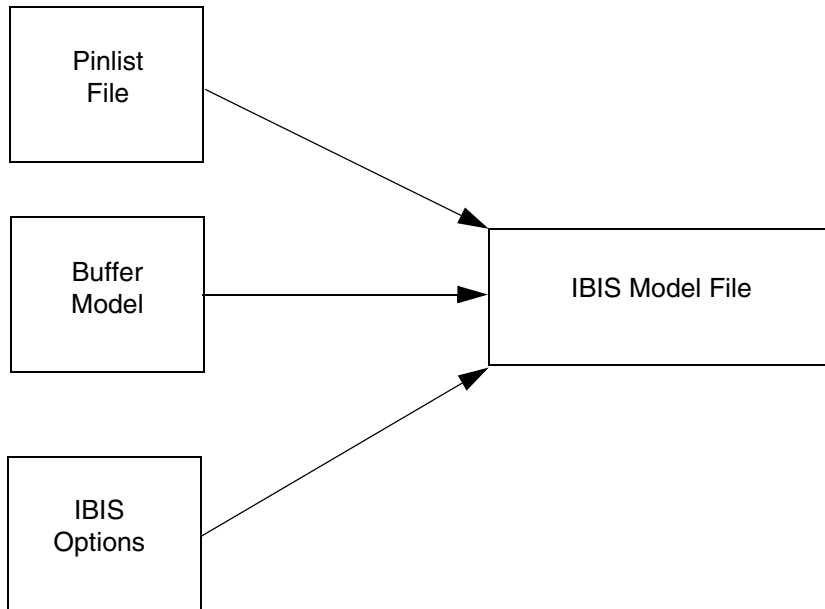 Pinlist
File
Buffer
Model
IBIS Model File
IBIS
Options